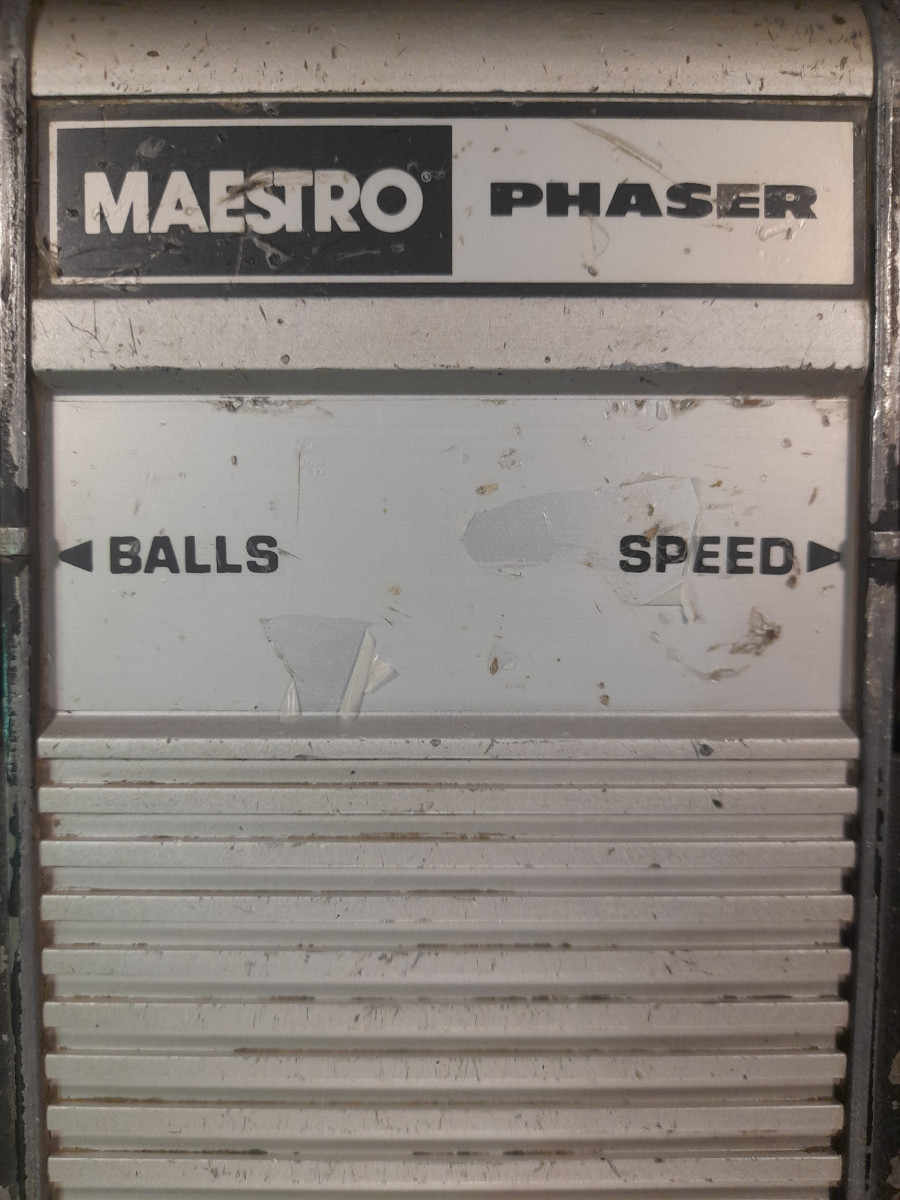 MAESTRO® PHASER
◀ BALLS SPEED ▶